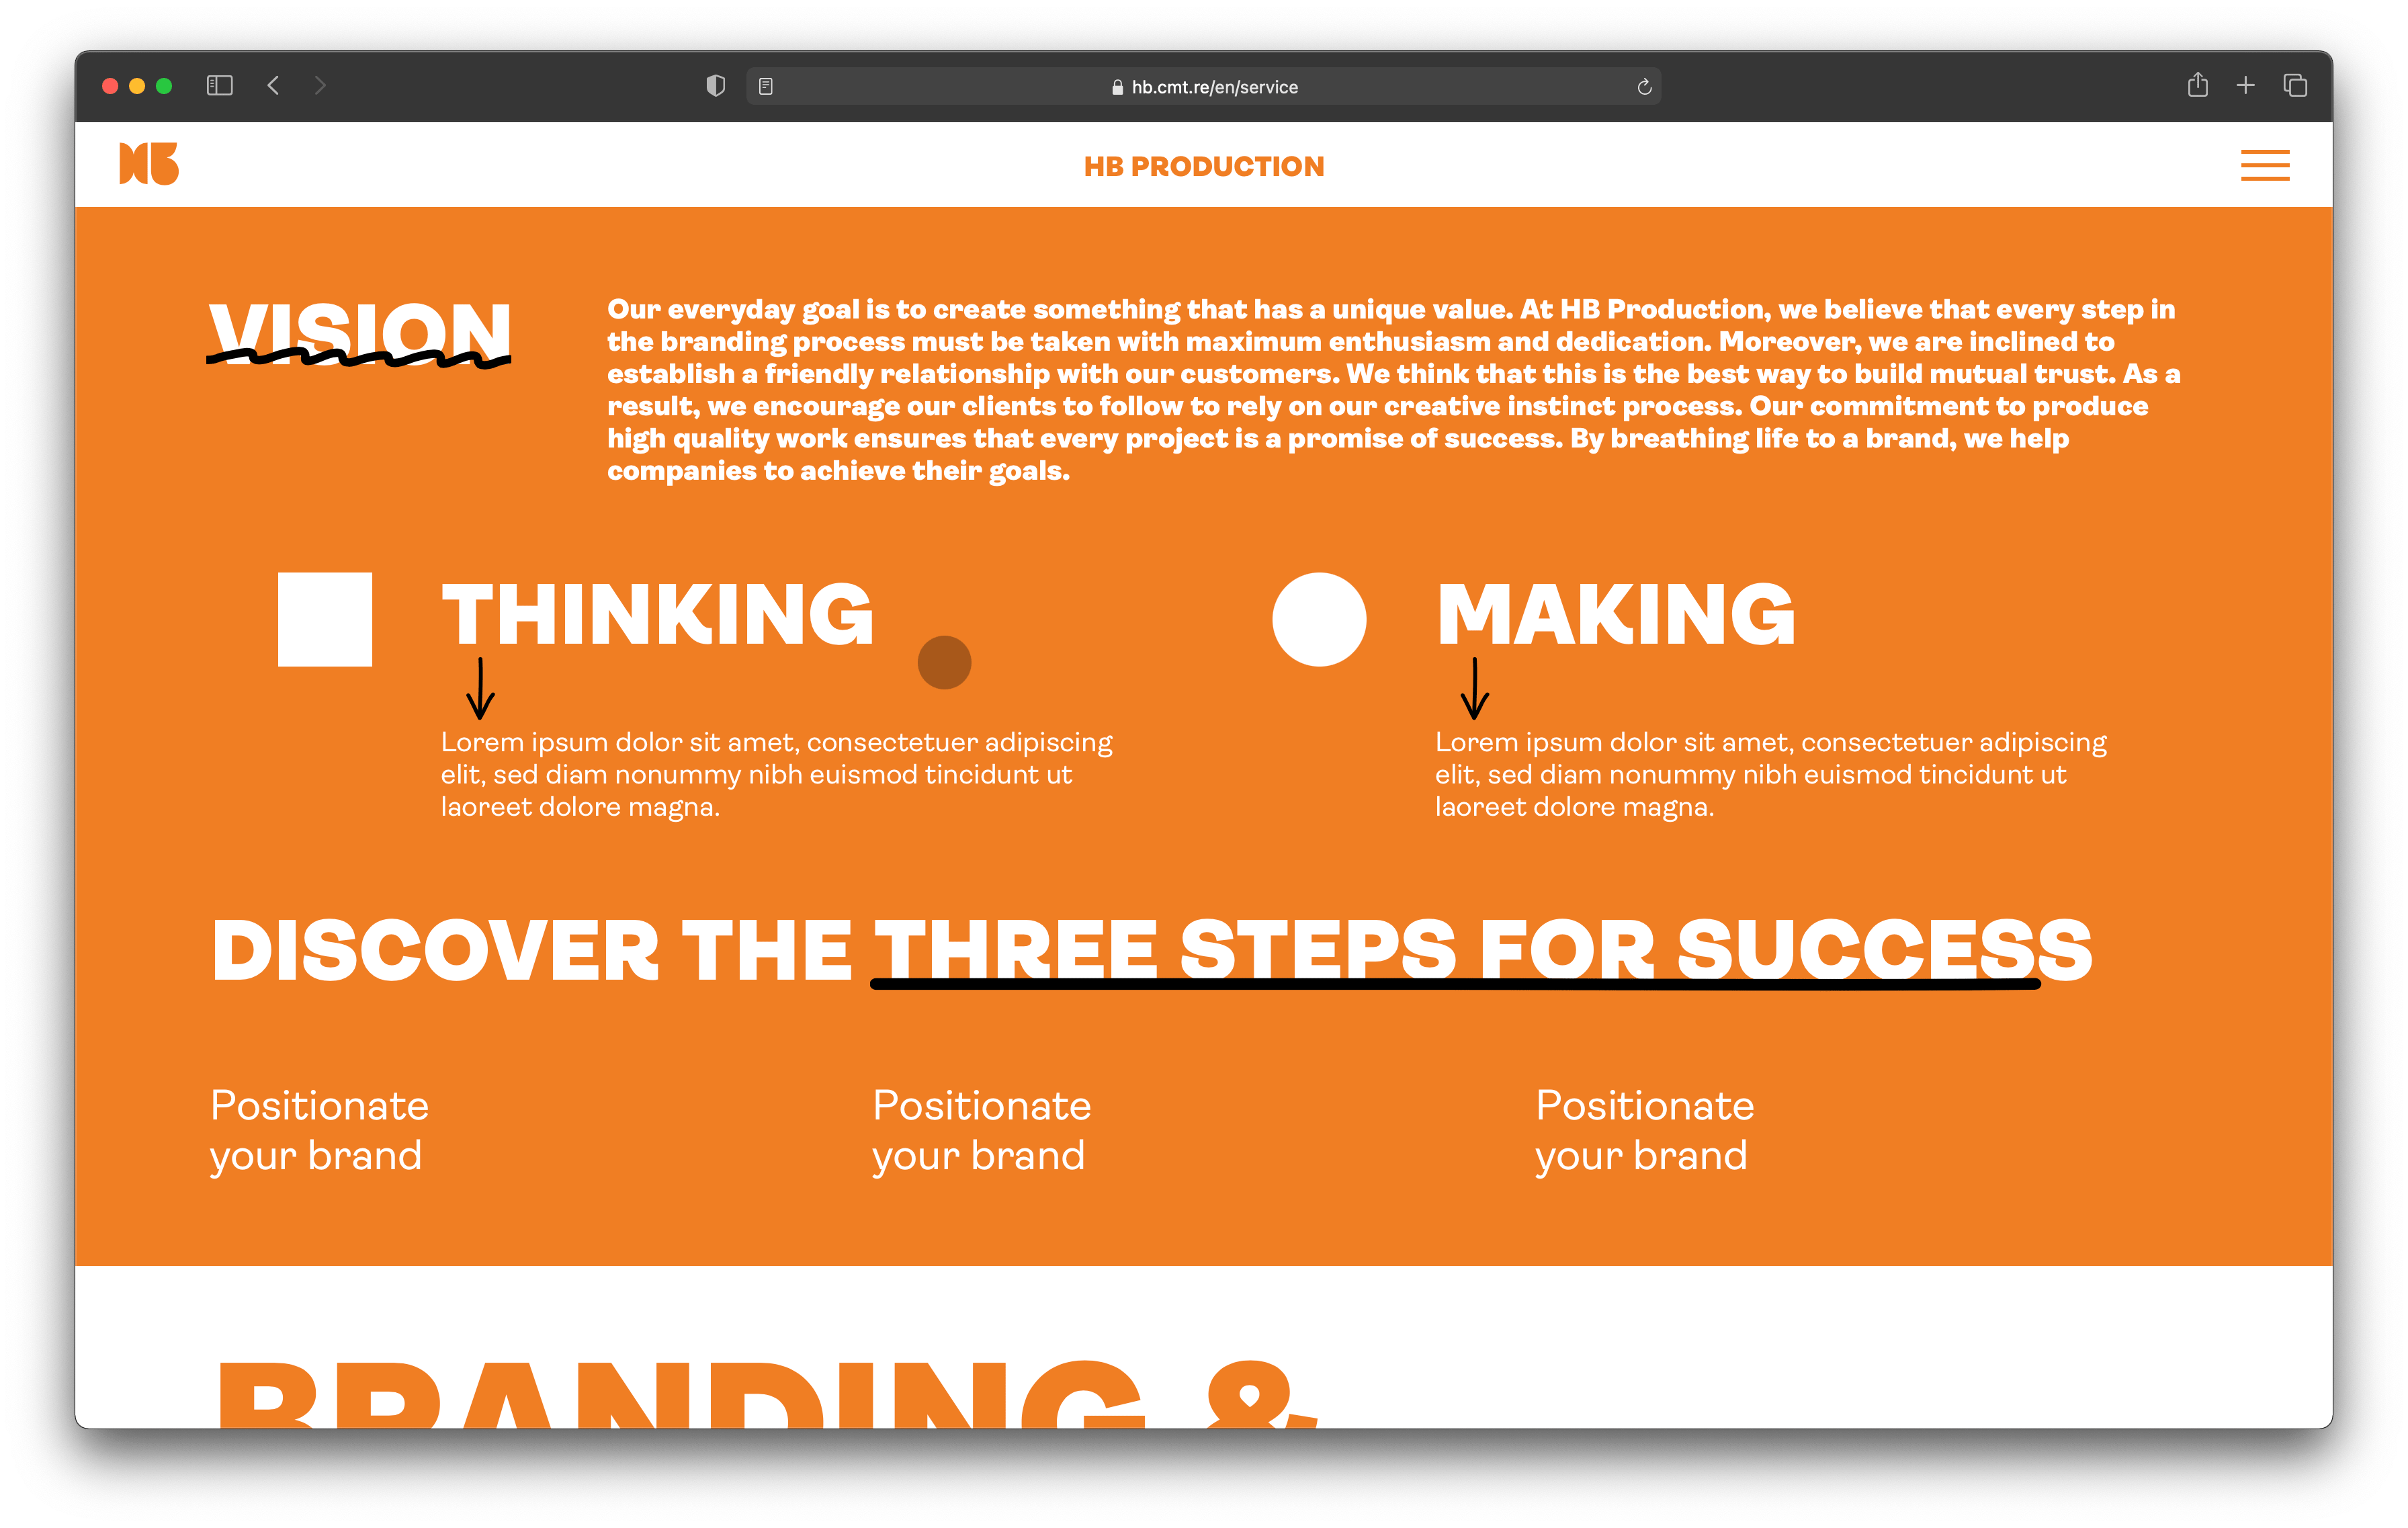 hb.cmt.re/en/service
HB
HB PRODUCTION
VISION
Our everyday goal is to create something that has a unique value. At HB Production, we believe that every step in
the branding process must be taken with maximum enthusiasm and dedication. Moreover, we are inclined to
establish a friendly relationship with our customers. We think that this is the best way to build mutual trust. As a
result, we encourage our clients to follow to rely on our creative instinct process. Our commitment to produce
high quality work ensures that every project is a promise of success. By breathing life to a brand, we help
companies to achieve their goals.
THINKING
Lorem ipsum dolor sit amet, consectetuer adipiscing
elit, sed diam nonummy nibh euismod tincidunt ut
laoreet dolore magna.
MAKING
Lorem ipsum dolor sit amet, consectetuer adipiscing
elit, sed diam nonummy nibh euismod tincidunt ut
laoreet dolore magna.
DISCOVER THE THREE STEPS FOR SUCCESS
Positionate
your brand
Positionate
your brand
Positionate
your brand
BRANDING &